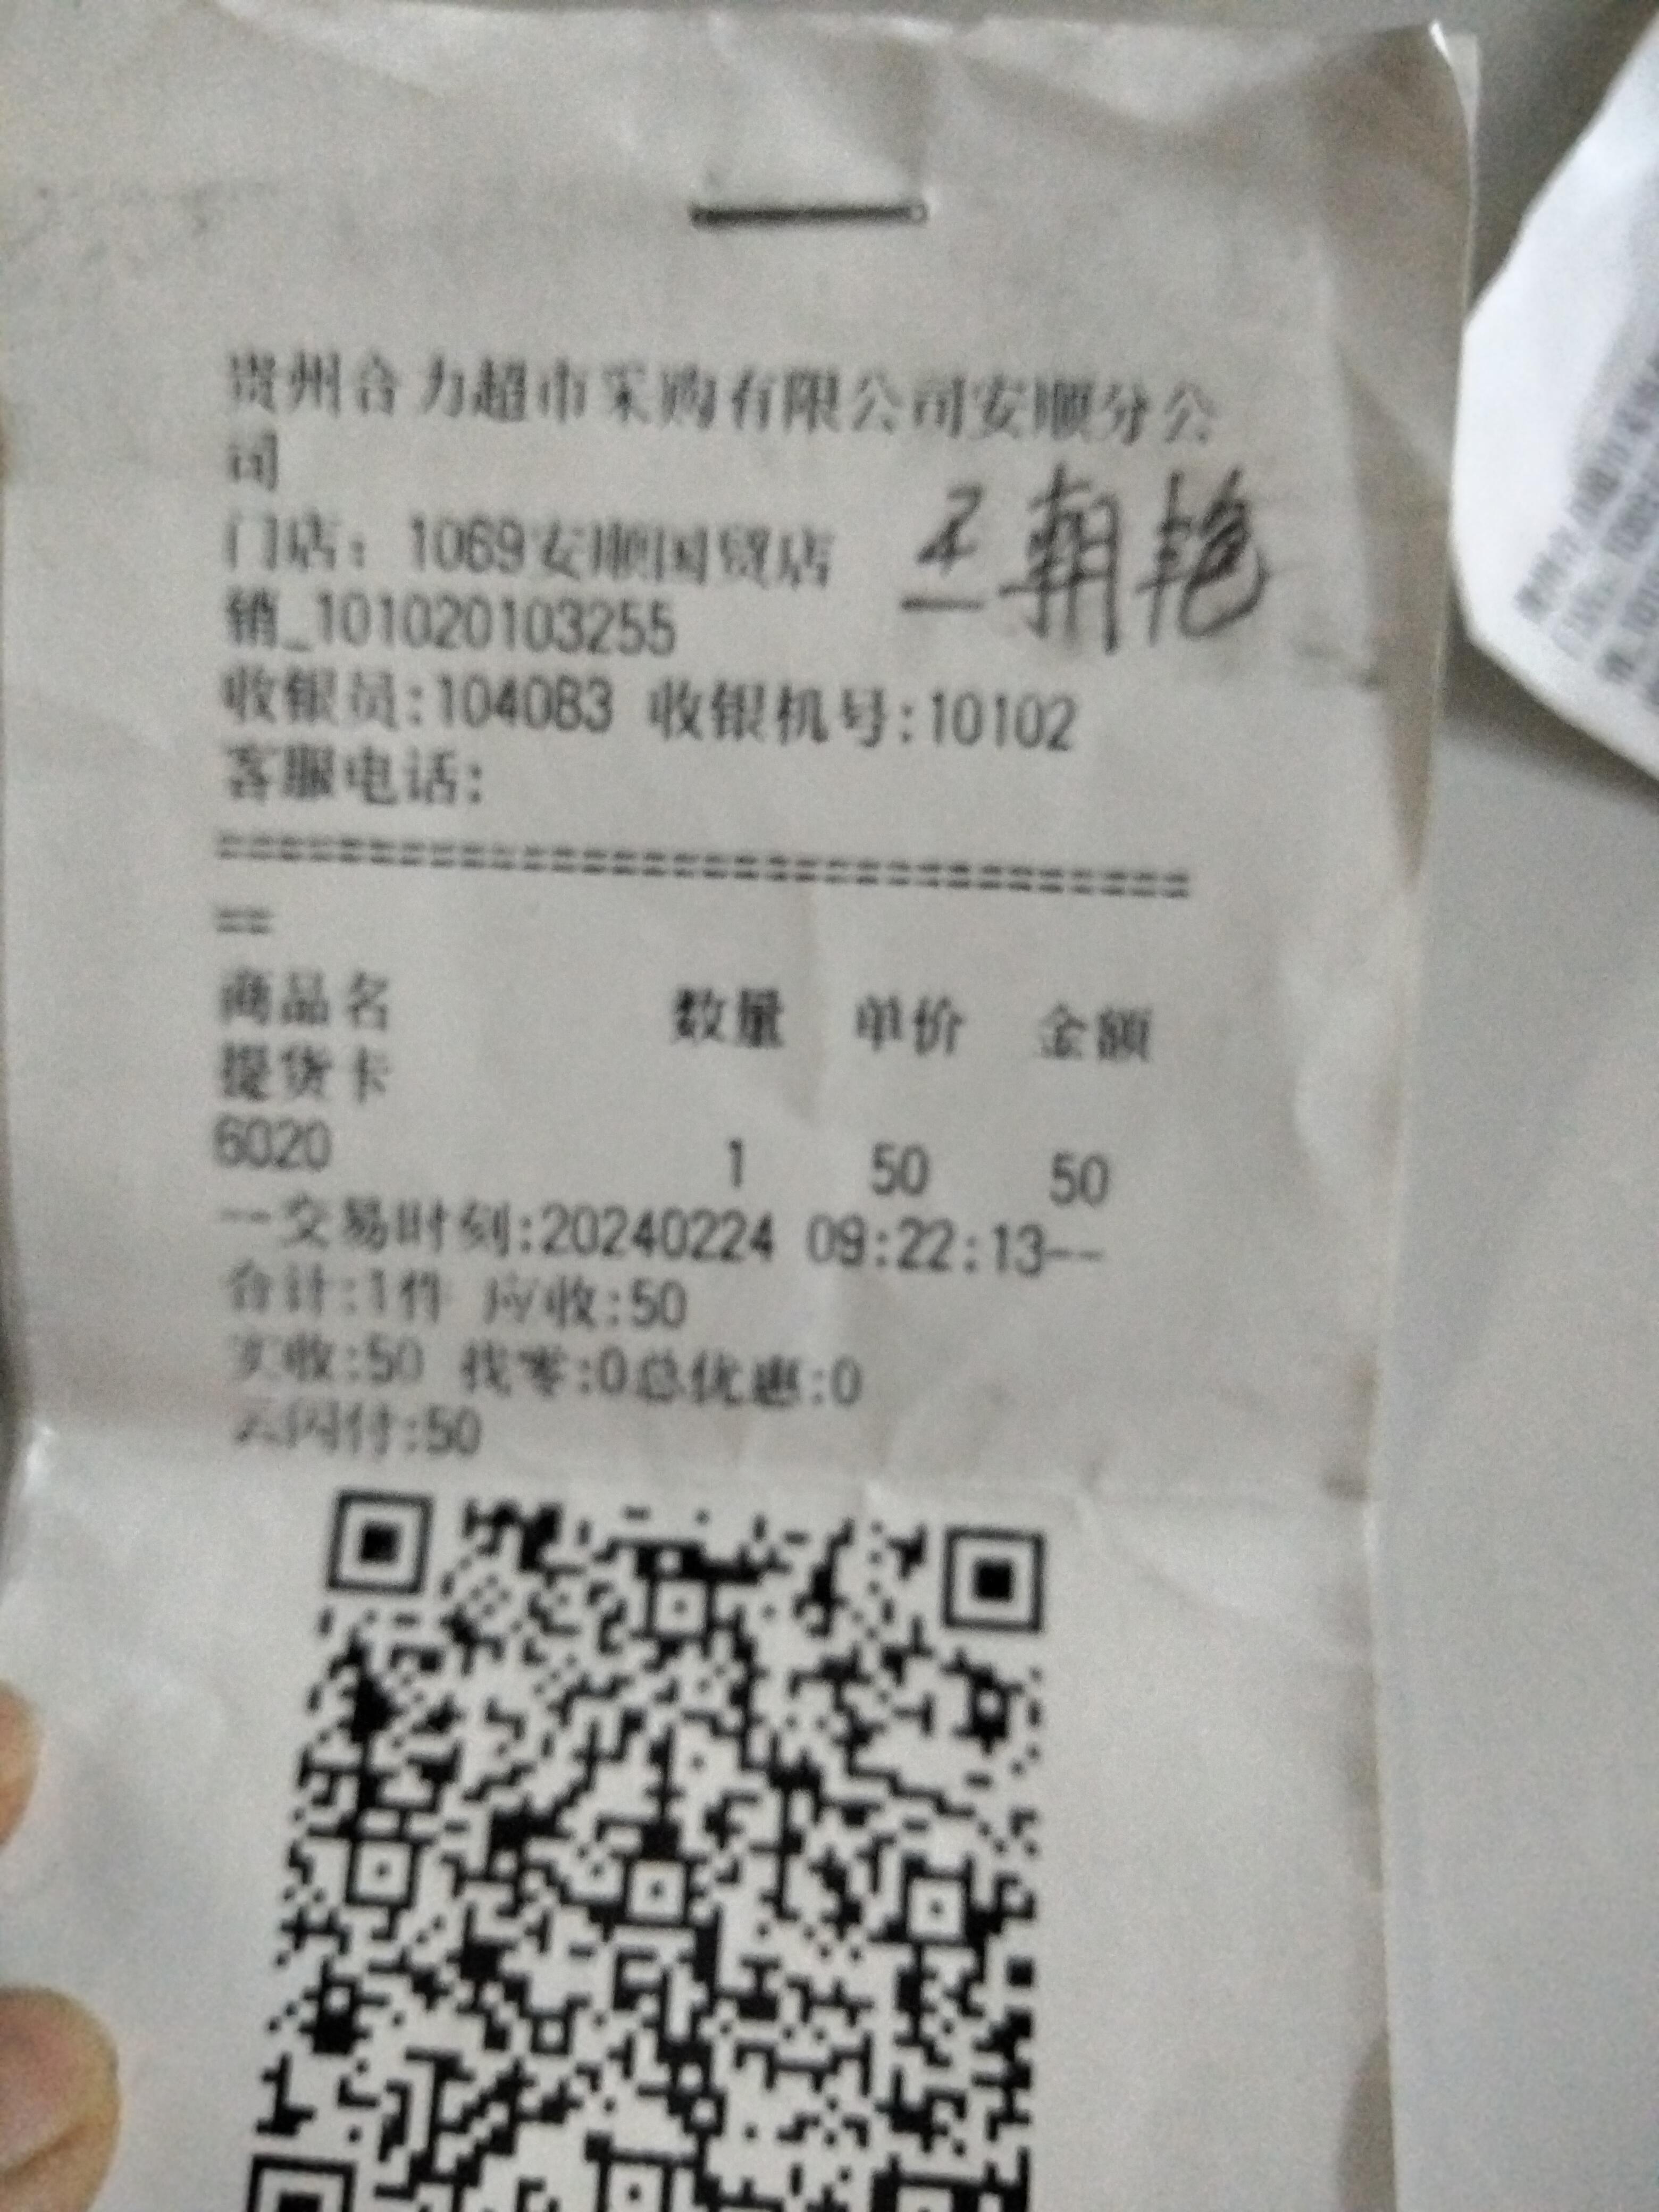 贵州合力超市采购有限公司安顺分公
司
门店：1069安顺国贸店
王朝艳
销_101020103255
收银员:104083 收银机号:10102
客服电话:
================================
==
商品名 数量 单价 金额
提货卡
6020 1 50 50
--交易时刻:20240224 09:22:13--
合计:1件 应收:50
实收:50 找零:0总优惠:0
云闪付:50